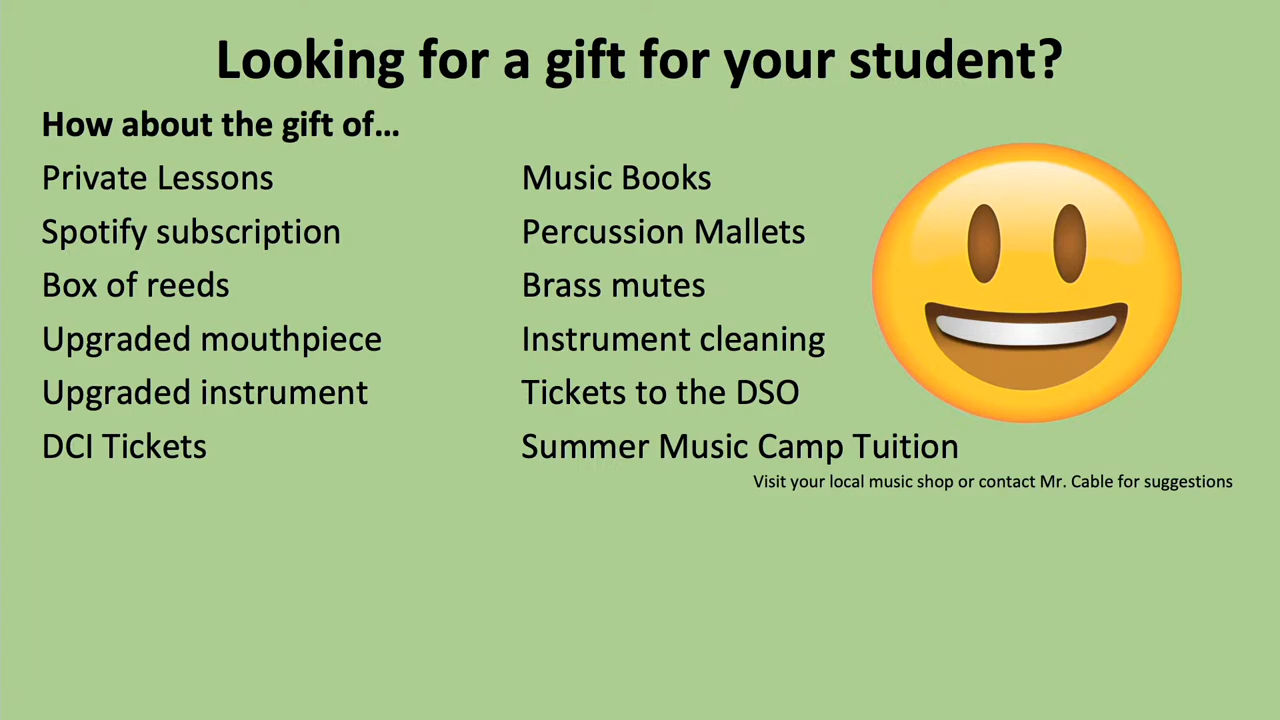 Looking for a gift for your student?
How about the gift of...
Private Lessons
Spotify subscription
Box of reeds
Upgraded mouthpiece
Upgraded instrument
DCI Tickets
Music Books
Percussion Mallets
Brass mutes
Instrument cleaning
Tickets to the DSO
Summer Music Camp Tuition
Visit your local music shop or contact Mr. Cable for suggestions